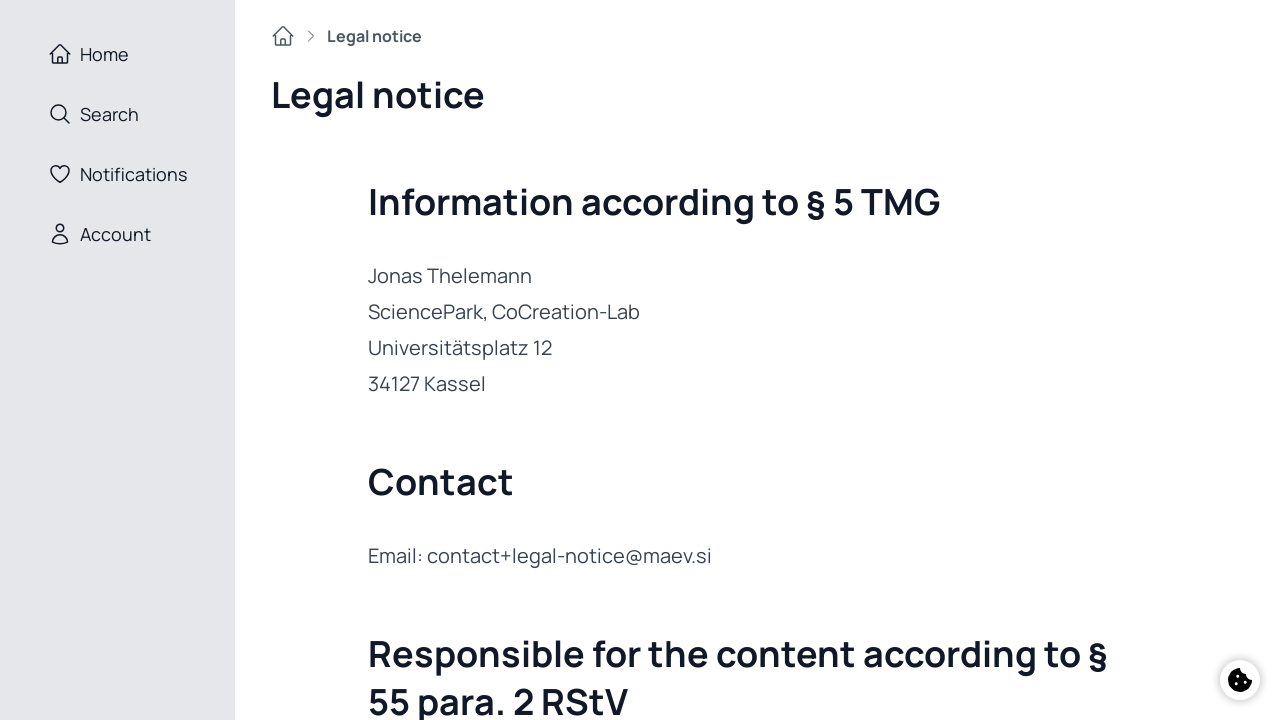 Home
Search
Notifications
Account
Legal notice
Legal notice
Information according to § 5 TMG
Jonas Thelemann
SciencePark, CoCreation-Lab
Universitätsplatz 12
34127 Kassel
Contact
Email: contact+legal-notice@maev.si
Responsible for the content according to §
55 para. 2 RStV